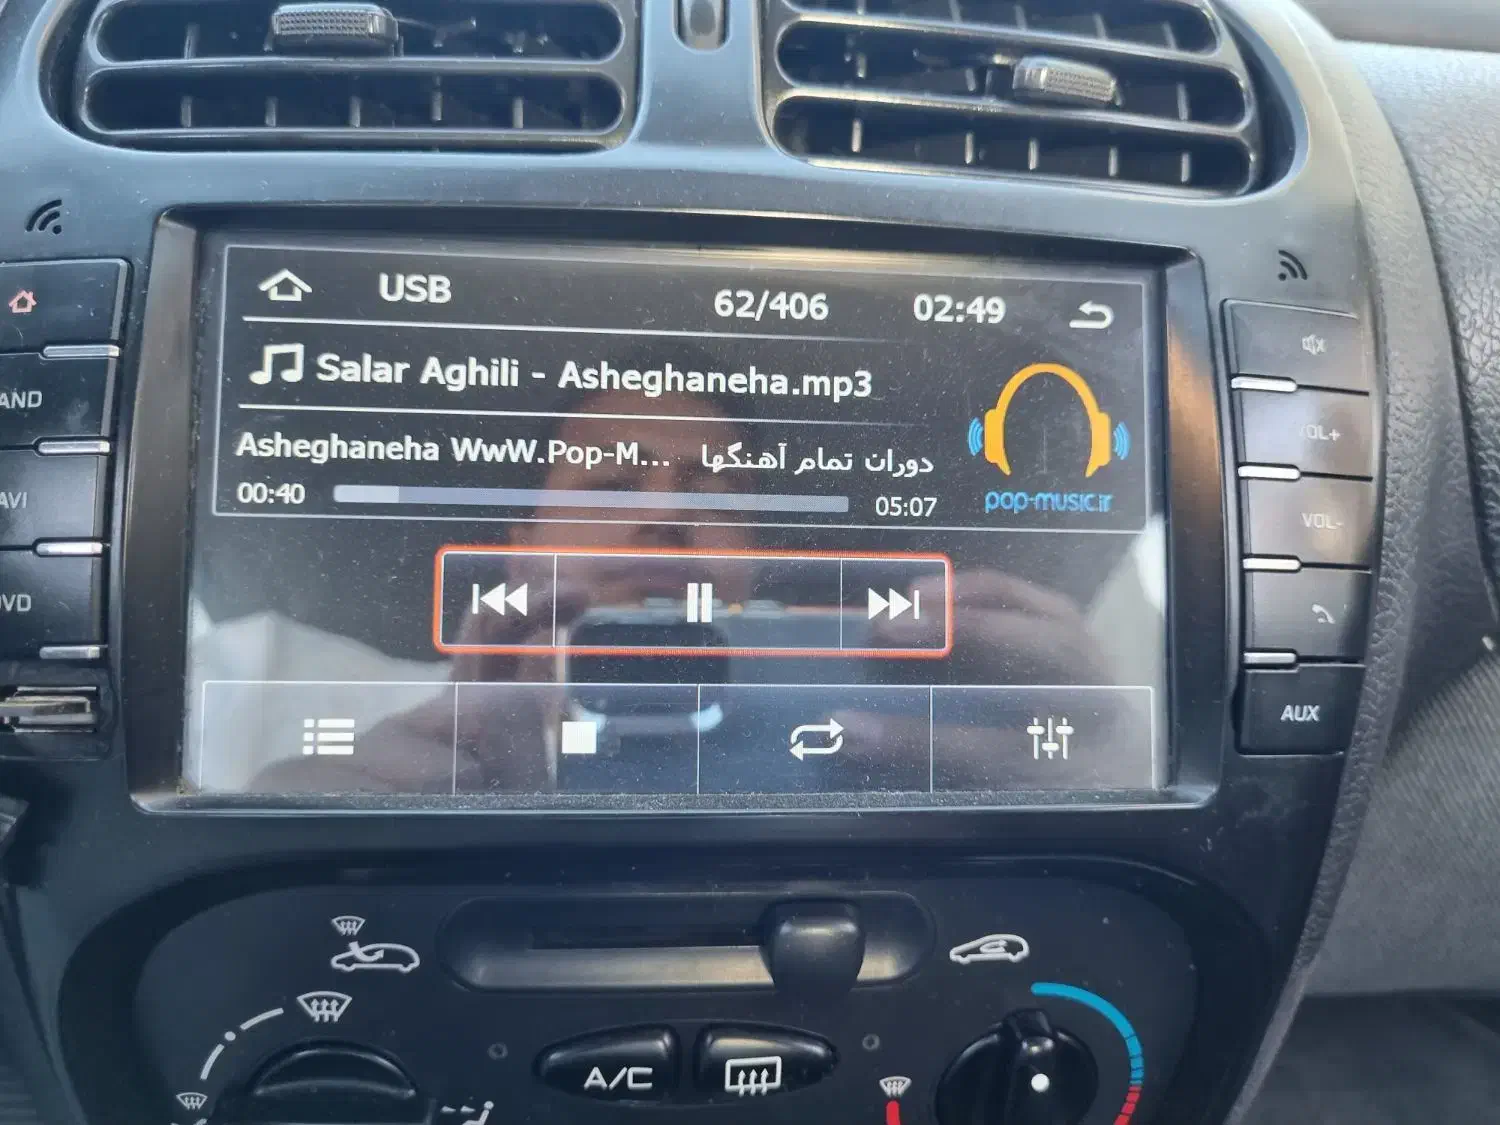 USB 62/406 02:49
Salar Aghili - Asheghaneha.mp3
Asheghaneha WwW.Pop-M... دوران تمام آهنگها
00:40 05:07
pop-music.ir
AND
AVI
DVD
VOL+
VOL-
AUX
A/C